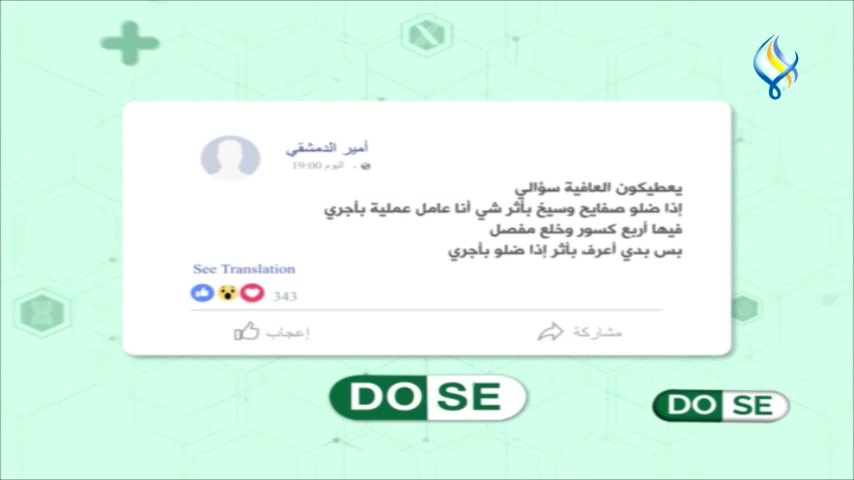 أمير الدمشقي
اليوم 19:00
يعطيكون العافية سؤالي
إذا ضلو صفايح وسيخ بأثر شي أنا عامل عملية بأجري
فيها أربع كسور وخلع مفصل
بس بدي أعرف بأثر إذا ضلو بأجري
See Translation
343
إعجاب
مشاركة
DOSE
DOSE